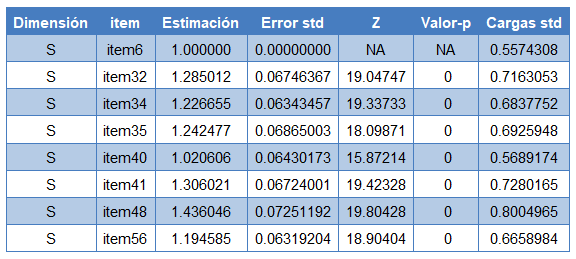 Dimensión item Estimación Error std Z Valor-p Cargas std
S item6 1.000000 0.00000000 NA NA 0.5574308
S item32 1.285012 0.06746367 19.04747 0 0.7163053
S item34 1.226655 0.06343457 19.33733 0 0.6837752
S item35 1.242477 0.06865003 18.09871 0 0.6925948
S item40 1.020606 0.06430173 15.87214 0 0.5689174
S item41 1.306021 0.06724001 19.42328 0 0.7280165
S item48 1.436046 0.07251192 19.80428 0 0.8004965
S item56 1.194585 0.06319204 18.90404 0 0.6658984